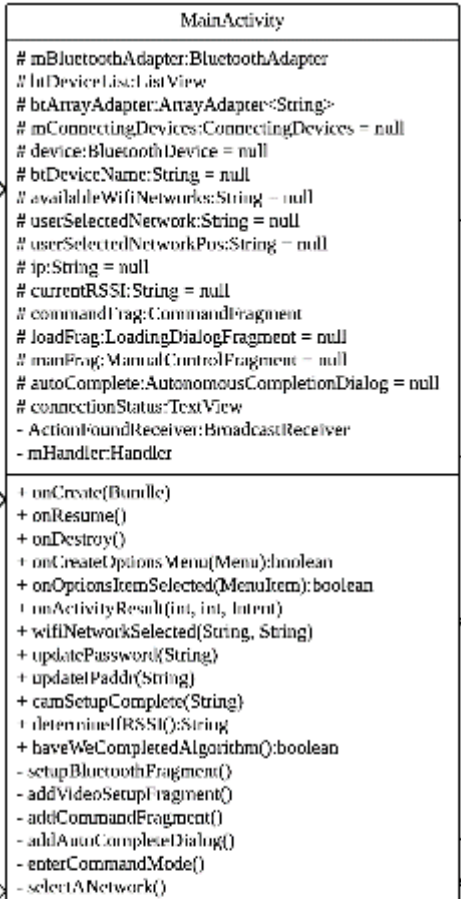 MainActivity
# mBluetoothAdapter:BluetoothAdapter
# btDeviceList:ListView
# btArrayAdapter:ArrayAdapter<String>
# mConnectingDevices:ConnectingDevices = null
# device:BluetoothDevice = null
# btDeviceName:String = null
# availableWifiNetworks:String = null
# userSelectedNetwork:String = null
# userSelectedNetworkPos:String = null
# ip:String = null
# currentRSSI:String = null
# commandFrag:CommandFragment
# loadFrag:LoadingDialogFragment = null
# manFrag:ManualControlFragment = null
# autoComplete:AutonomousCompletionDialog = null
# connectionStatus:TextView
- ActionFoundReceiver:BroadcastReceiver
- mHandler:Handler
+ onCreate(Bundle)
+ onResume()
+ onDestroy()
+ onCreateOptionsMenu(Menu):boolean
+ onOptionsItemSelected(MenuItem):boolean
+ onActivityResult(int, int, Intent)
+ wifiNetworkSelected(String, String)
+ updatePassword(String)
+ updateIPaddr(String)
+ camSetupComplete(String)
+ determineIfRSSI():String
+ haveWeCompletedAlgorithm():boolean
- setupBluetoothFragment()
- addVideoSetupFragment()
- addCommandFragment()
- addAutoCompleteDialog()
- enterCommandMode()
- selectANetwork()